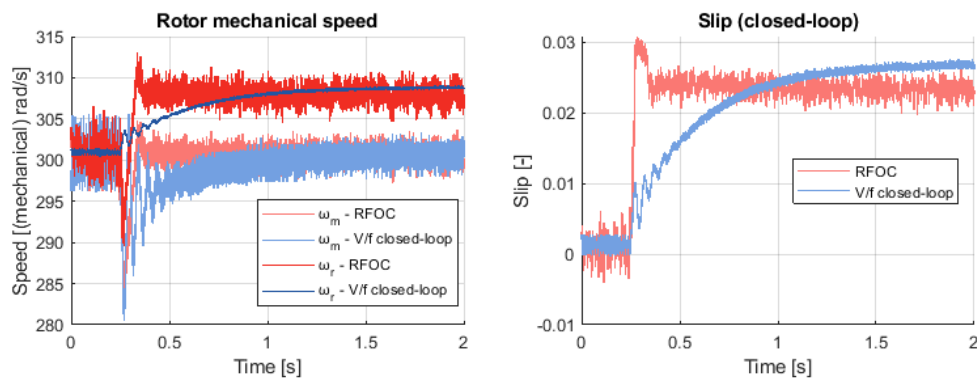 Rotor mechanical speed
Speed [(mechanical) rad/s]
315
310
305
300
295
290
285
280
0
0.5
1
1.5
2
Time [s]
ω_m - RFOC
ω_m - V/f closed-loop
ω_r - RFOC
ω_r - V/f closed-loop
Slip (closed-loop)
Slip [-]
0.03
0.02
0.01
0
-0.01
0
0.5
1
1.5
2
Time [s]
RFOC
V/f closed-loop